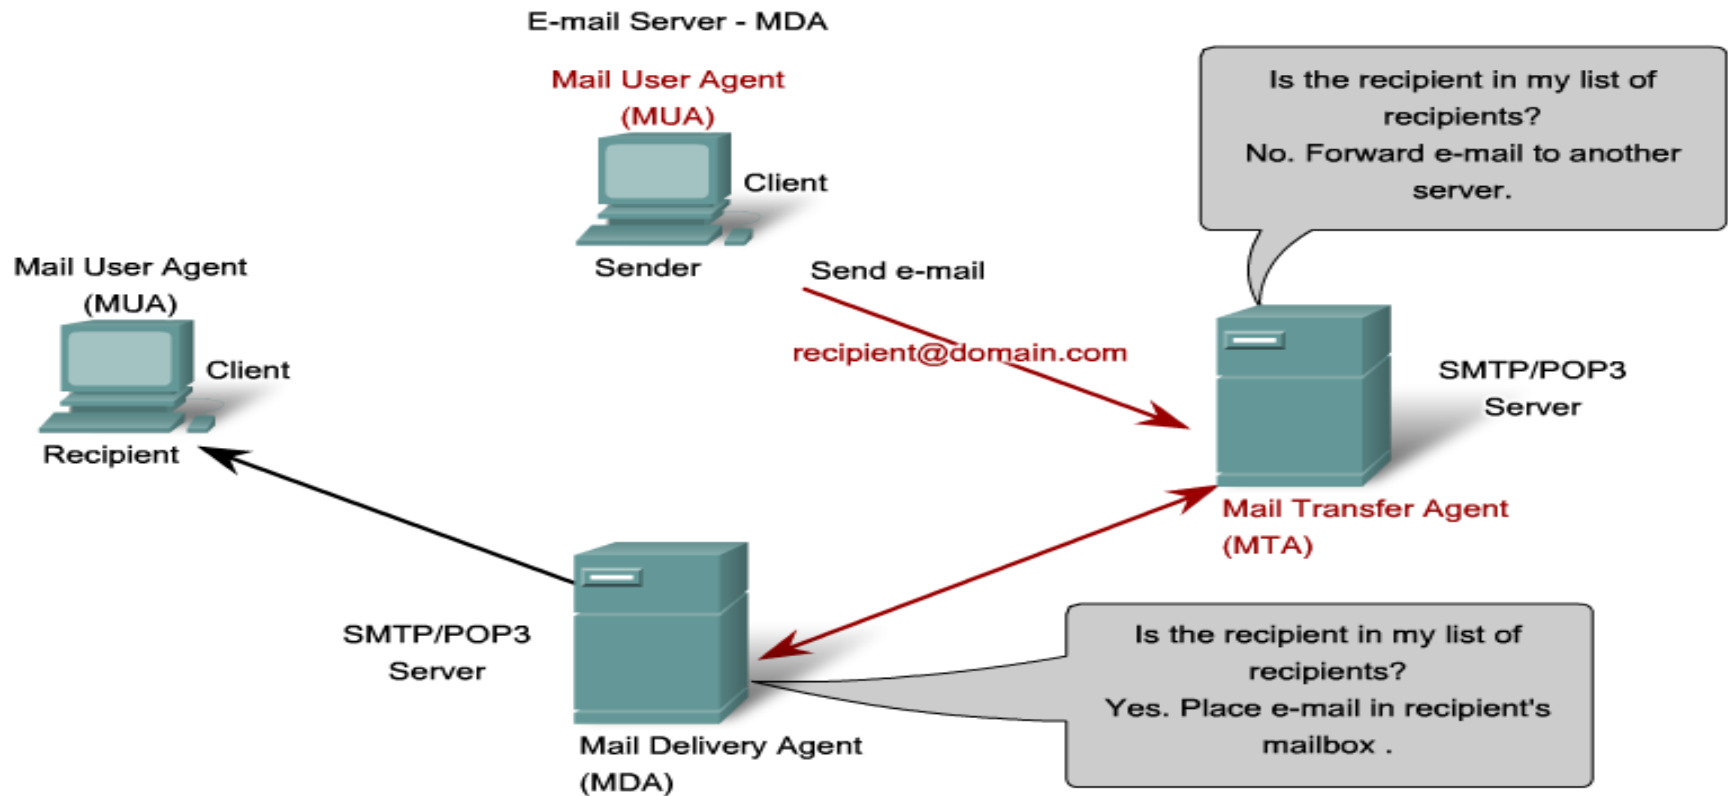 E-mail Server - MDA
Mail User Agent
(MUA)
Client
Sender
Is the recipient in my list of
recipients?
No. Forward e-mail to another
server.
Mail User Agent
(MUA)
Client
Recipient
Send e-mail
recipient@domain.com
SMTP/POP3
Server
Mail Transfer Agent
(MTA)
SMTP/POP3
Server
Mail Delivery Agent
(MDA)
Is the recipient in my list of
recipients?
Yes. Place e-mail in recipient's
mailbox .